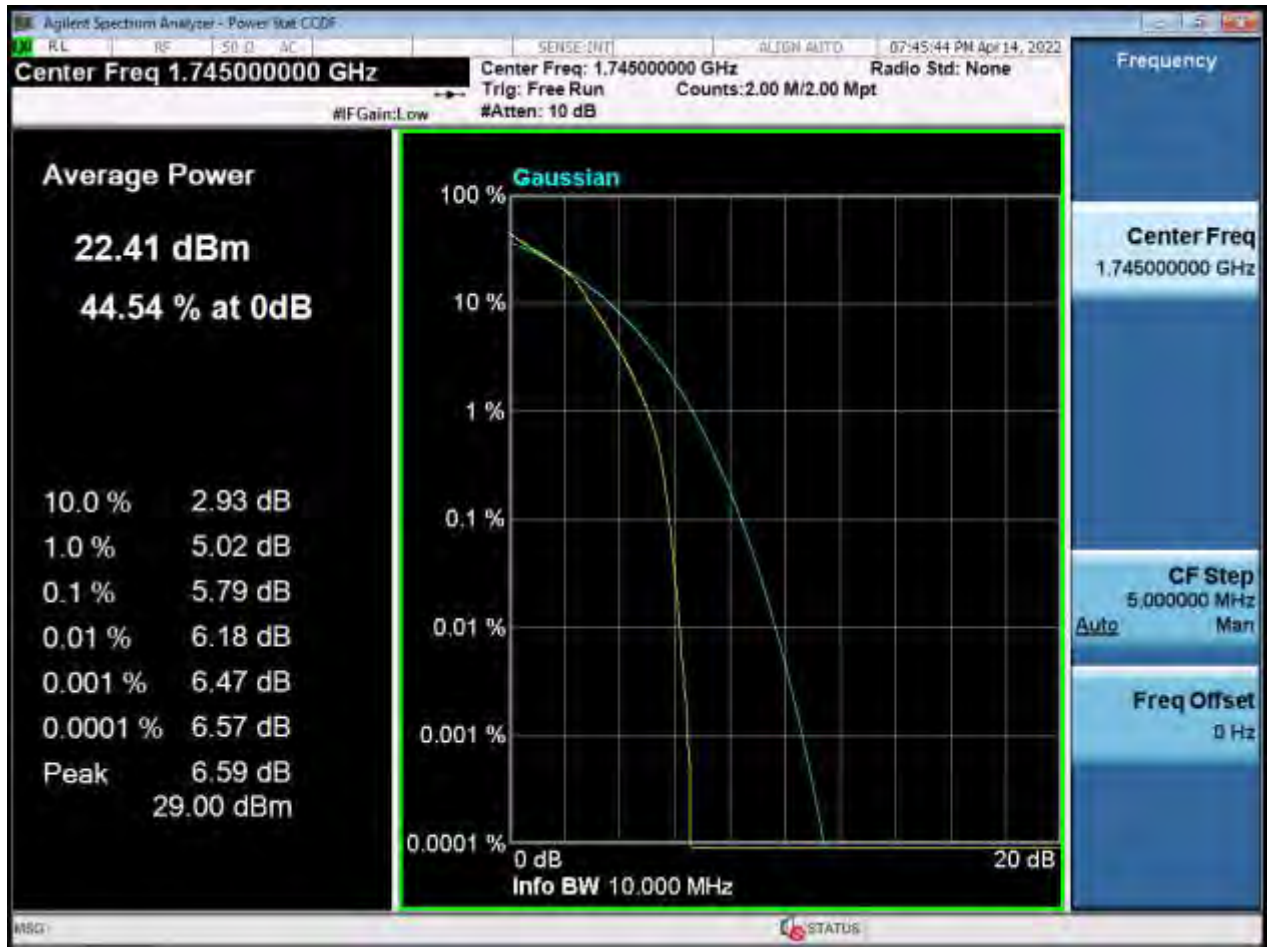 Agilent Spectrum Analyzer - Power Stat CCDF
RL RF 50 Ω AC SENSE:INT ALIGN AUTO 07:45:44 PM Apr 14, 2022
Center Freq 1.745000000 GHz
Center Freq: 1.745000000 GHz Radio Std: None
Trig: Free Run Counts:2.00 M/2.00 Mpt
#IFGain:Low #Atten: 10 dB
Average Power
22.41 dBm
44.54 % at 0dB
10.0 % 2.93 dB
1.0 % 5.02 dB
0.1 % 5.79 dB
0.01 % 6.18 dB
0.001 % 6.47 dB
0.0001 % 6.57 dB
Peak 6.59 dB
29.00 dBm
Gaussian
100 %
10 %
1 %
0.1 %
0.01 %
0.001 %
0.0001 %
0 dB 20 dB
Info BW 10.000 MHz
Frequency
Center Freq
1.745000000 GHz
CF Step
5.000000 MHz
Auto Man
Freq Offset
0 Hz
MSG STATUS